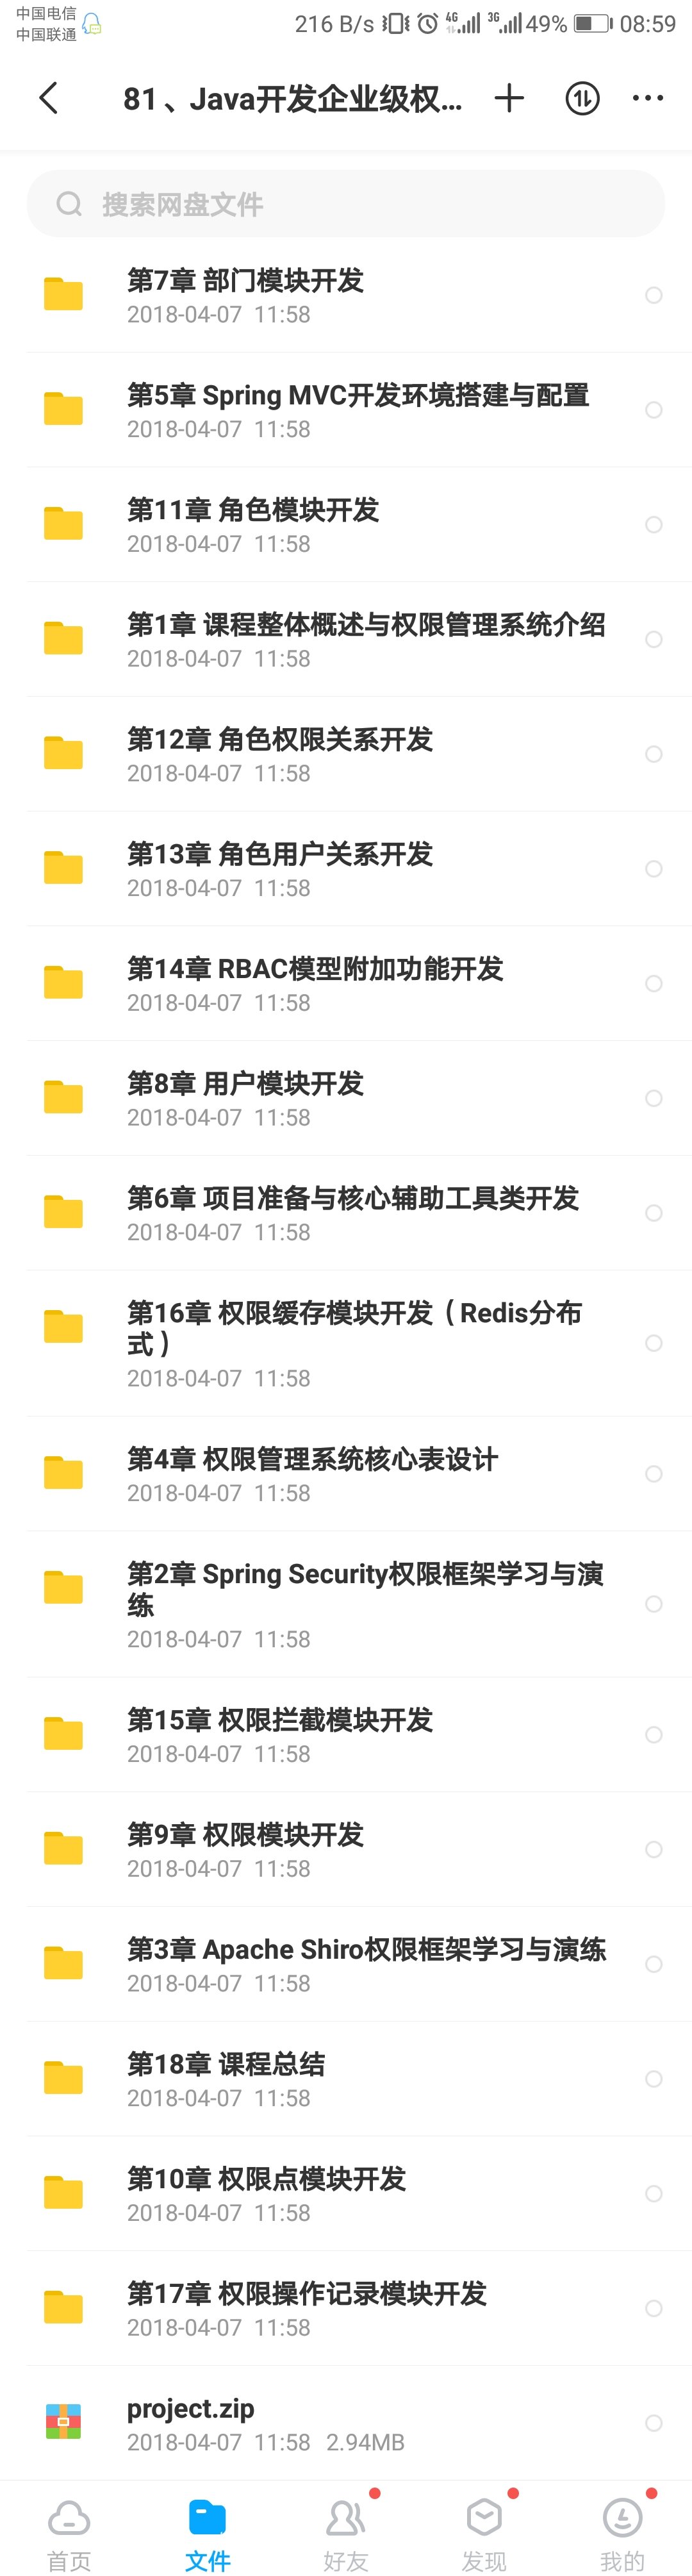 中国电信
中国联通
216 B/s 4G 3G 49% 08:59
81、Java开发企业级权...
搜索网盘文件
第7章 部门模块开发
2018-04-07 11:58
第5章 Spring MVC开发环境搭建与配置
2018-04-07 11:58
第11章 角色模块开发
2018-04-07 11:58
第1章 课程整体概述与权限管理系统介绍
2018-04-07 11:58
第12章 角色权限关系开发
2018-04-07 11:58
第13章 角色用户关系开发
2018-04-07 11:58
第14章 RBAC模型附加功能开发
2018-04-07 11:58
第8章 用户模块开发
2018-04-07 11:58
第6章 项目准备与核心辅助工具类开发
2018-04-07 11:58
第16章 权限缓存模块开发（Redis分布
式）
2018-04-07 11:58
第4章 权限管理系统核心表设计
2018-04-07 11:58
第2章 Spring Security权限框架学习与演
练
2018-04-07 11:58
第15章 权限拦截模块开发
2018-04-07 11:58
第9章 权限模块开发
2018-04-07 11:58
第3章 Apache Shiro权限框架学习与演练
2018-04-07 11:58
第18章 课程总结
2018-04-07 11:58
第10章 权限点模块开发
2018-04-07 11:58
第17章 权限操作记录模块开发
2018-04-07 11:58
project.zip
2018-04-07 11:58 2.94MB
首页 文件 好友 发现 我的